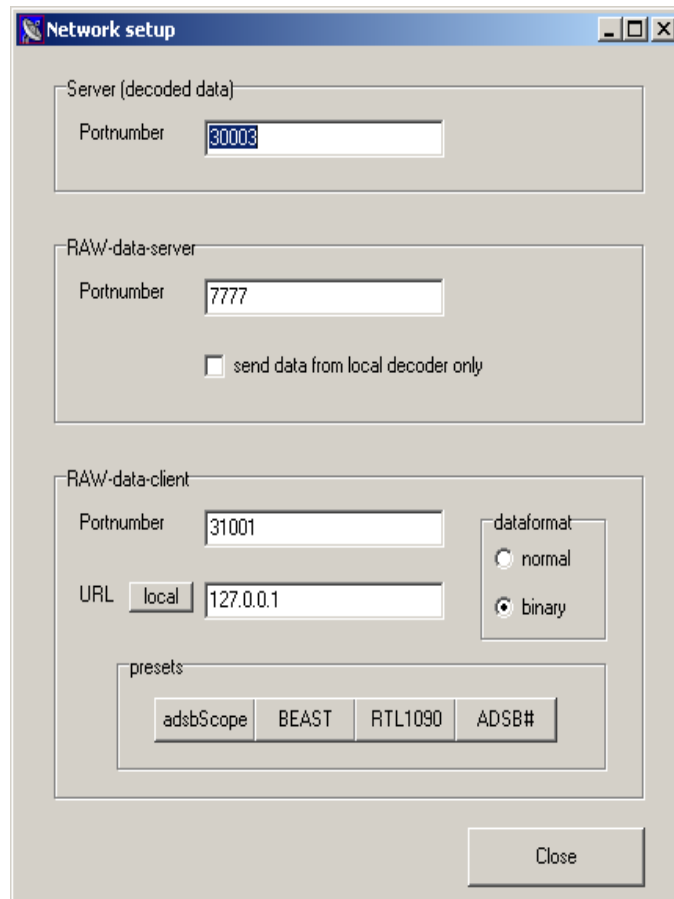 Network setup
Server (decoded data)
Portnumber 30003
RAW-data-server
Portnumber 7777
send data from local decoder only
RAW-data-client
Portnumber 31001
dataformat
normal
URL local 127.0.0.1
binary
presets
adsbScope BEAST RTL1090 ADSB#
Close